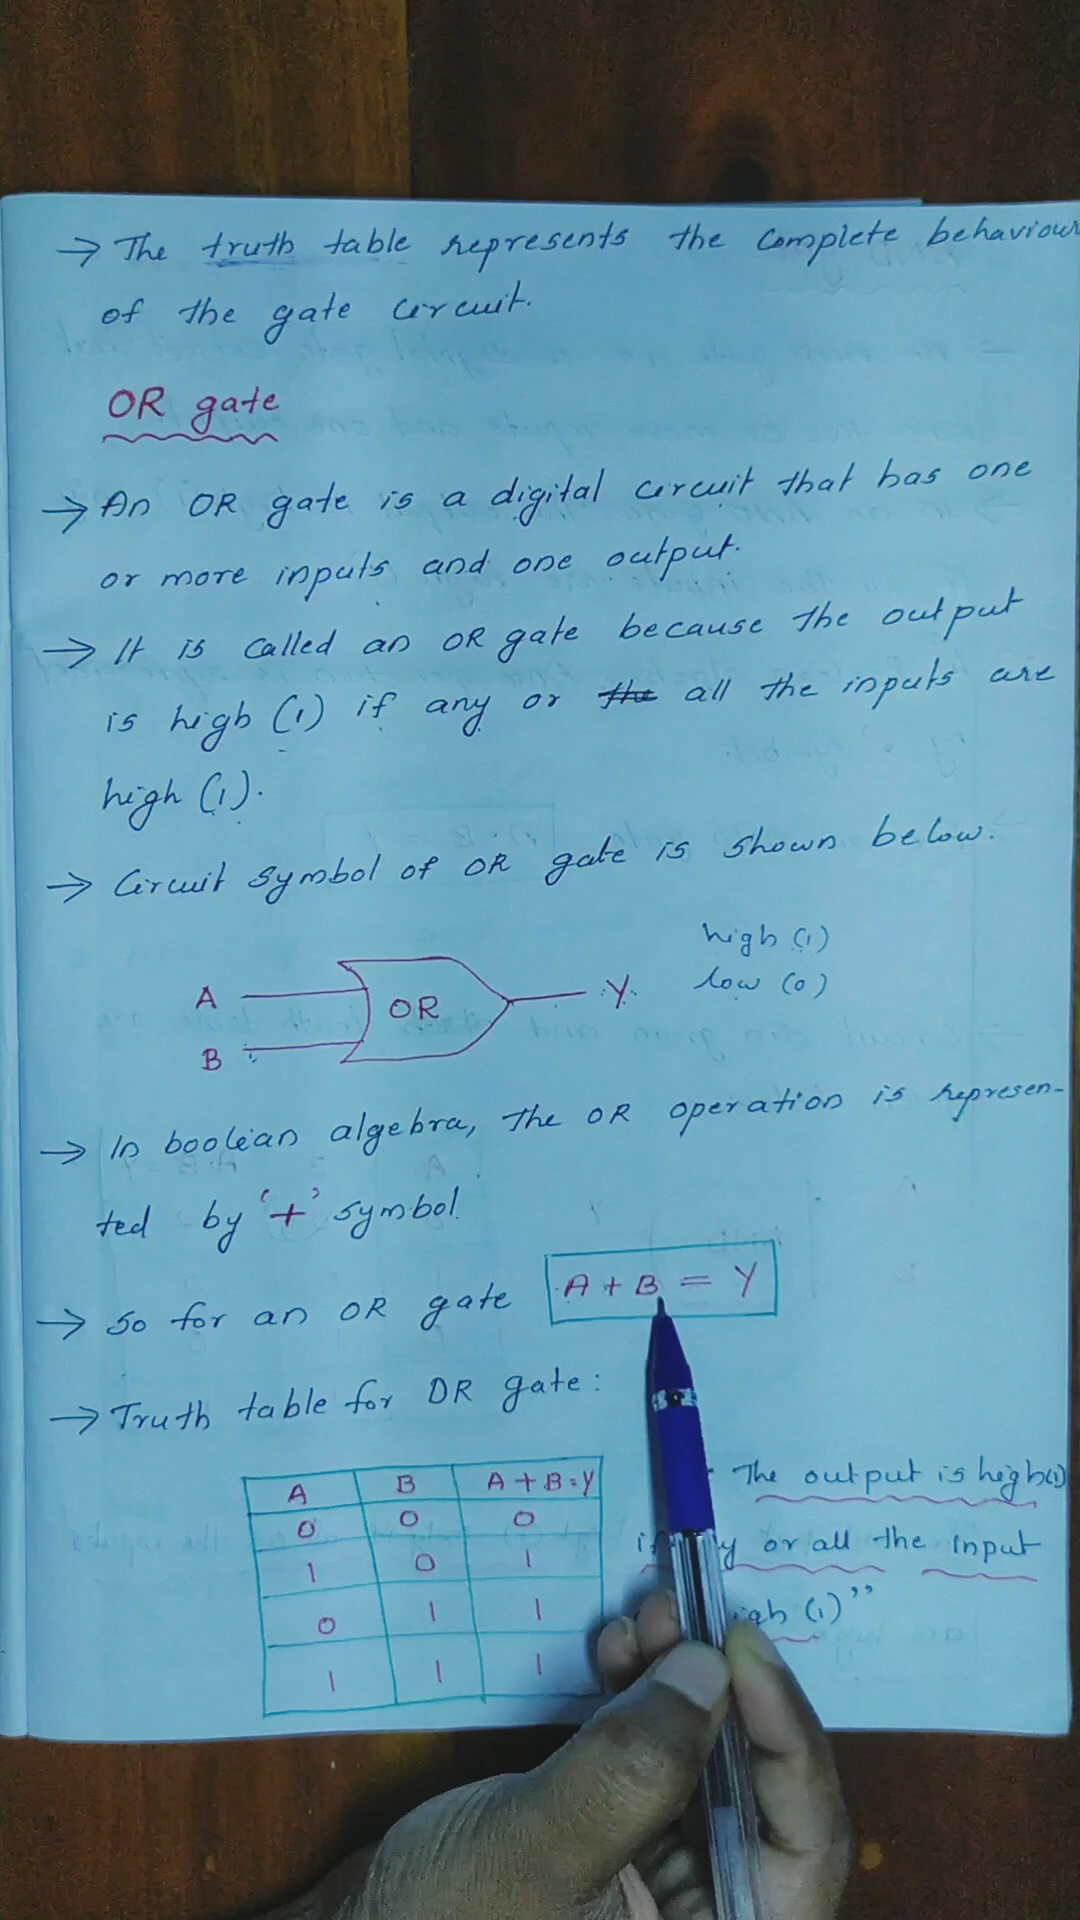 → The truth table represents the complete behaviour
of the gate circuit.
OR gate
→ An OR gate is a digital circuit that has one
or more inputs and one output.
→ It is called an OR gate because the output
is high (1) if any or the all the inputs are
high (1).
→ Circuit symbol of OR gate is shown below.
high (1)
low (0)
A
OR
Y
B
→ In boolean algebra, the OR operation is represen-
ted by '+' symbol
→ So for an OR gate A + B = Y
→ Truth table for OR gate:
A B A + B = Y
0 0 0
1 0 1
0 1 1
1 1 1
The output is high(1)
if y or all the input
igh (1)”